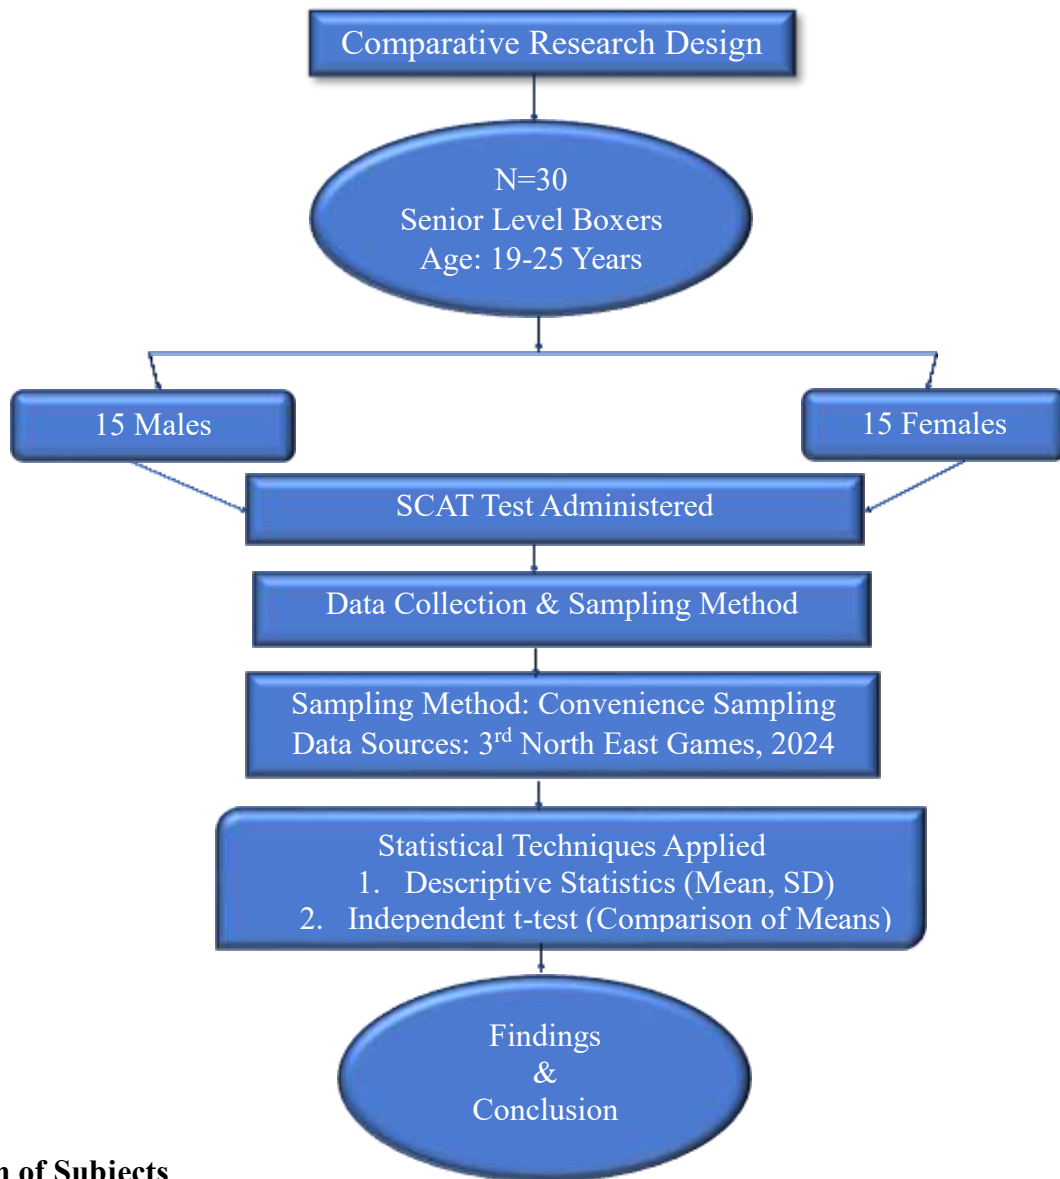 Comparative Research Design
N=30
Senior Level Boxers
Age: 19-25 Years
15 Males
15 Females
SCAT Test Administered
Data Collection & Sampling Method
Sampling Method: Convenience Sampling
Data Sources: 3rd North East Games, 2024
Statistical Techniques Applied
1. Descriptive Statistics (Mean, SD)
2. Independent t-test (Comparison of Means)
Findings
&
Conclusion
of Subjects